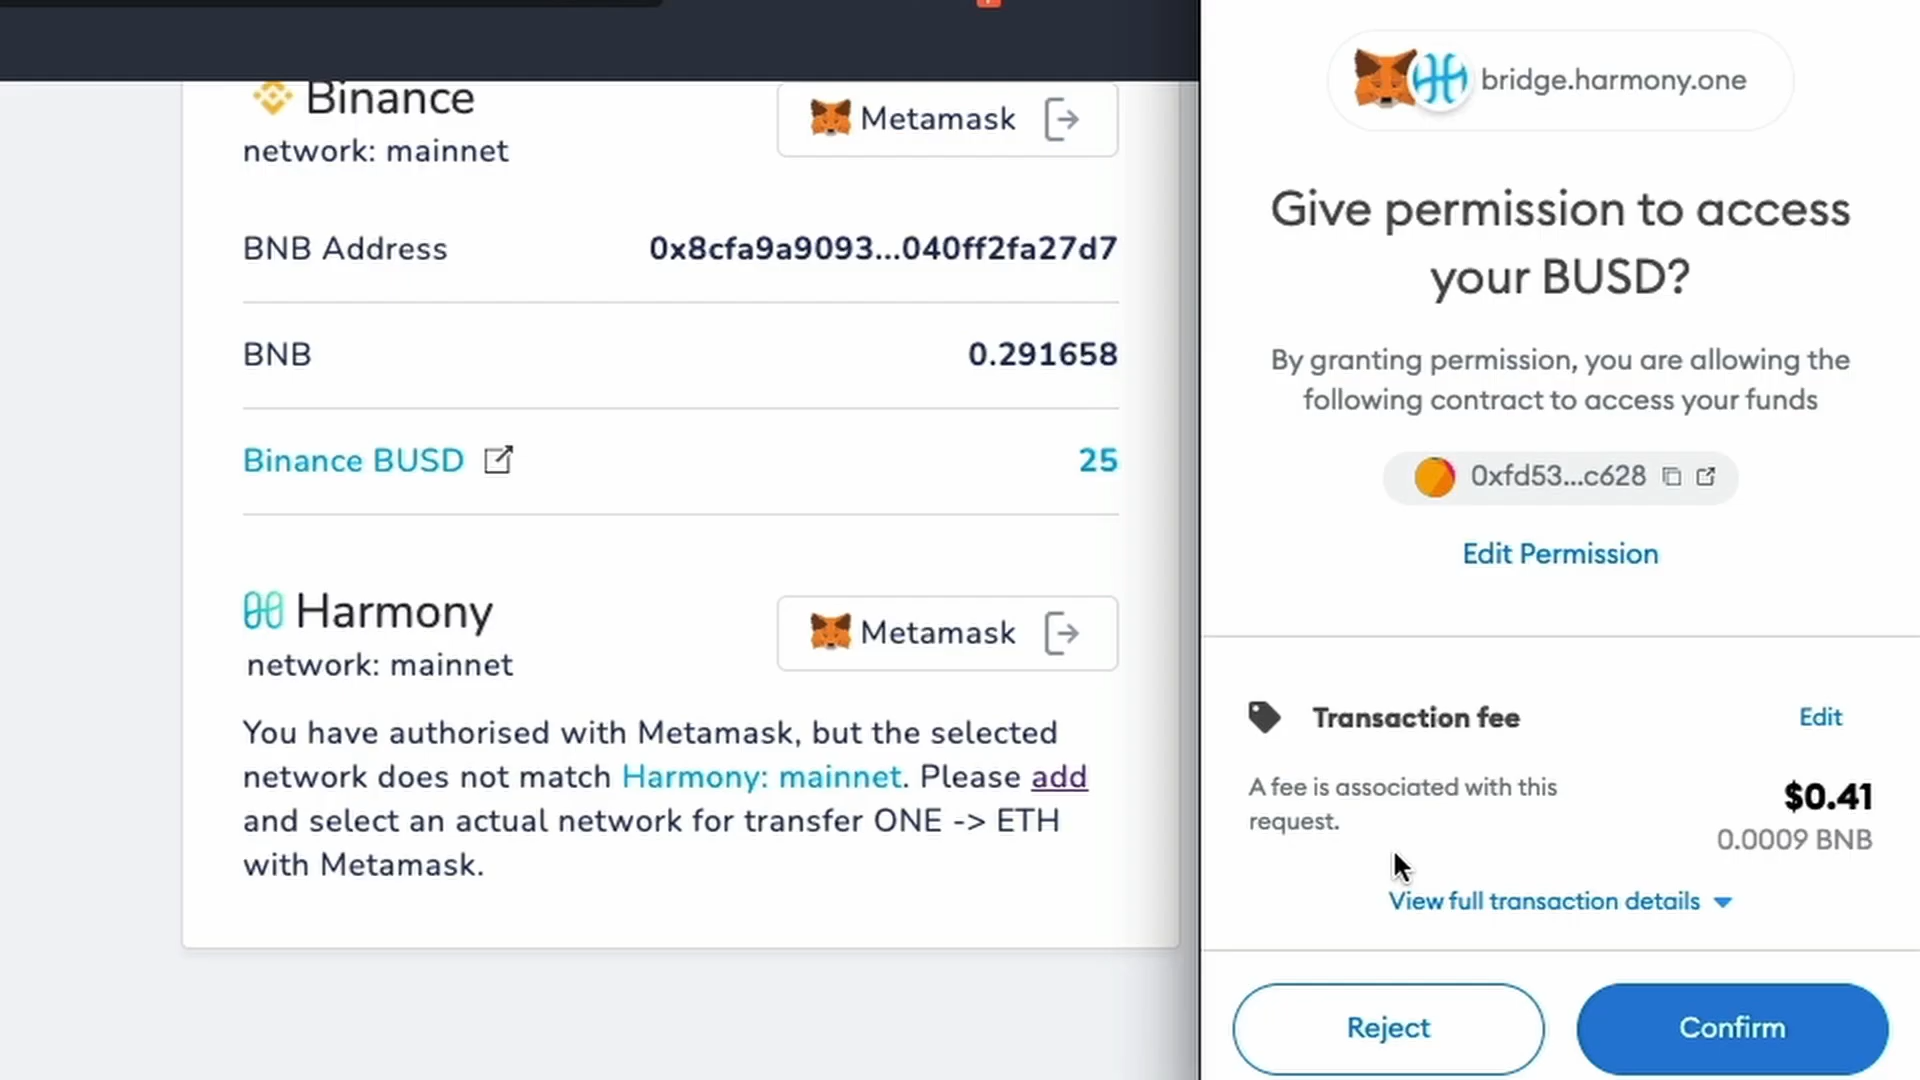 Binance
Metamask
network: mainnet
BNB Address 0x8cfa9a9093...040ff2fa27d7
BNB 0.291658
Binance BUSD 25
Harmony
Metamask
network: mainnet
You have authorised with Metamask, but the selected
network does not match Harmony: mainnet. Please add
and select an actual network for transfer ONE -> ETH
with Metamask.
bridge.harmony.one
Give permission to access
your BUSD?
By granting permission, you are allowing the
following contract to access your funds
0xfd53...c628
Edit Permission
Transaction fee Edit
A fee is associated with this
request.
$0.41
0.0009 BNB
View full transaction details
Reject Confirm